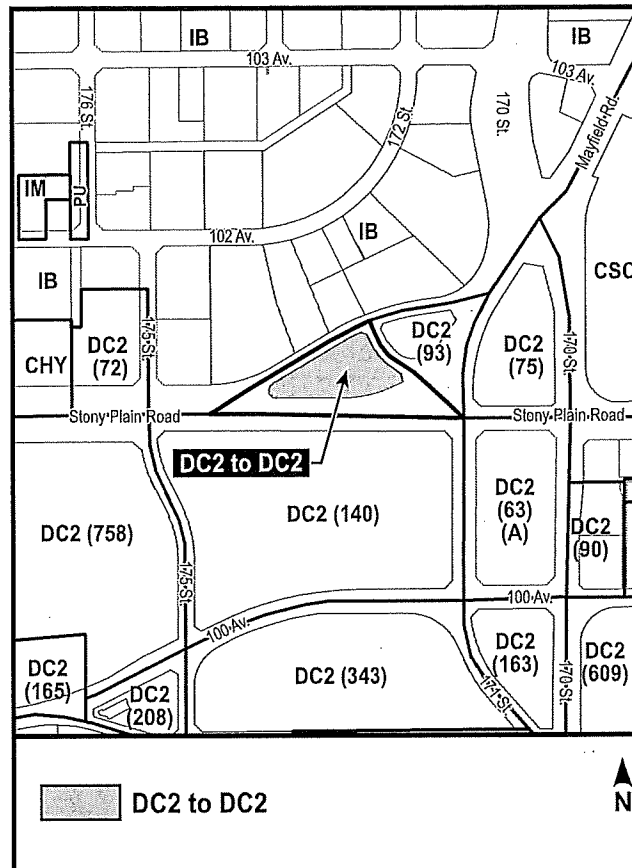 IB
IB
103 Av.
103 Av.
176 St.
172 St.
170 St.
Mayfield Rd.
IM
PU
102 Av.
IB
IB
CSC
175 St.
DC2
(72)
DC2
(93)
DC2
(75)
170 St.
CHY
Stony Plain Road
Stony Plain Road
DC2 to DC2
DC2 (758)
DC2 (140)
DC2
(63)
(A)
DC2
(90)
175 St.
100 Av.
100 Av.
DC2
(165)
DC2
(208)
DC2 (343)
171 St.
DC2
(163)
170 St.
DC2
(609)
DC2 to DC2
N